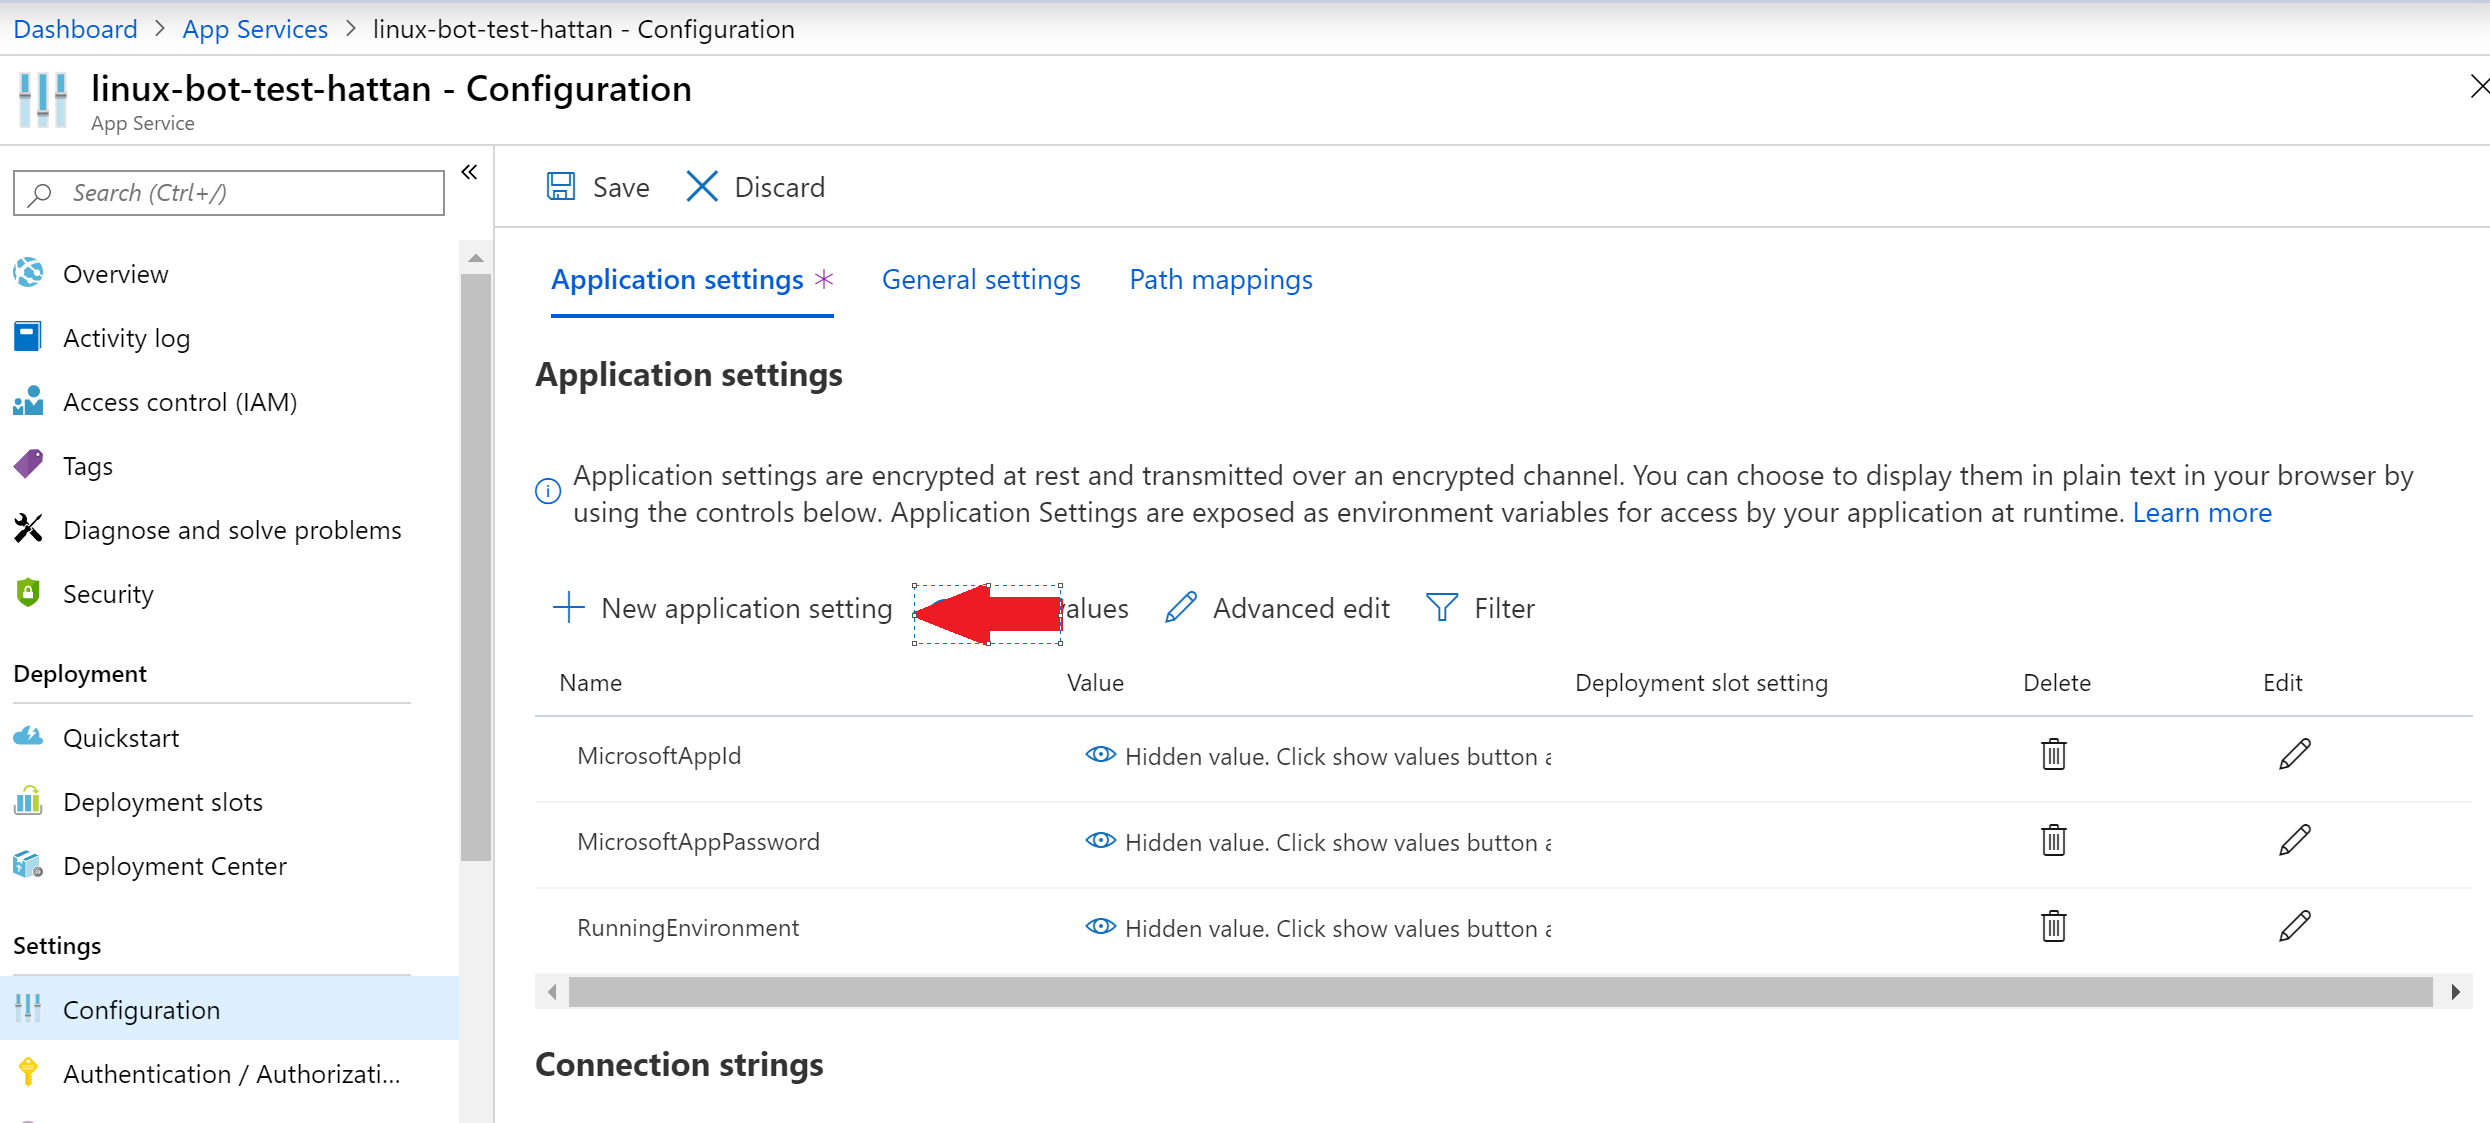 Dashboard > App Services > linux-bot-test-hattan - Configuration
linux-bot-test-hattan - Configuration
App Service
Search (Ctrl+/)
«
Overview
Activity log
Access control (IAM)
Tags
Diagnose and solve problems
Security
Deployment
Quickstart
Deployment slots
Deployment Center
Settings
Configuration
Authentication / Authorizati...
Save Discard
Application settings * General settings Path mappings
Application settings
Application settings are encrypted at rest and transmitted over an encrypted channel. You can choose to display them in plain text in your browser by
using the controls below. Application Settings are exposed as environment variables for access by your application at runtime. Learn more
New application setting values Advanced edit Filter
Name Value Deployment slot setting Delete Edit
MicrosoftAppId Hidden value. Click show values button
MicrosoftAppPassword Hidden value. Click show values button
RunningEnvironment Hidden value. Click show values button
Connection strings